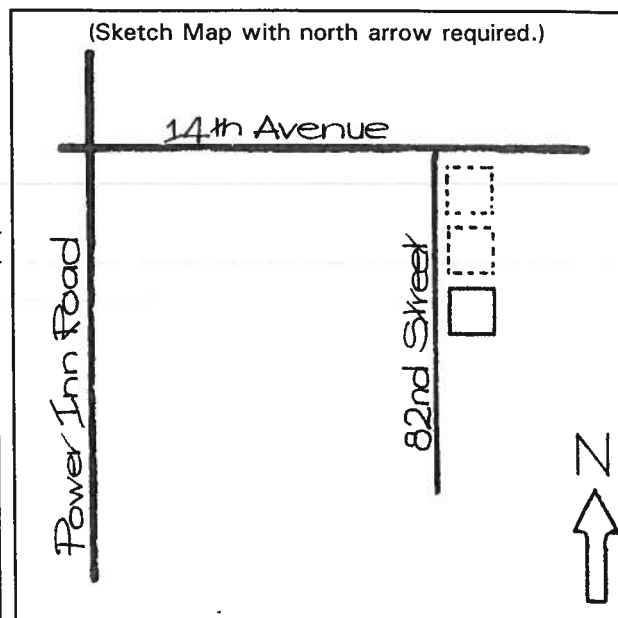 (Sketch Map with north arrow required.)
14th Avenue
Power Inn Road
82nd Street
N